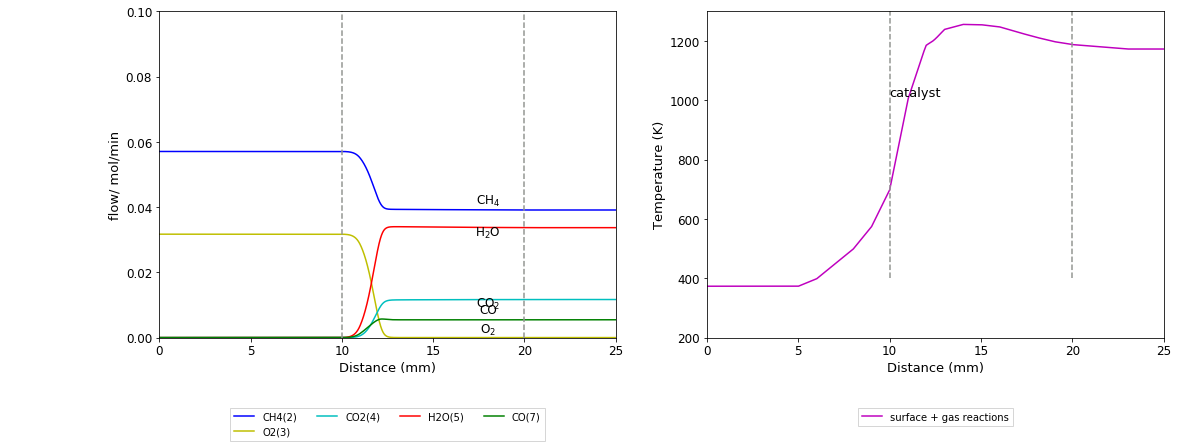 0.10
0.08
0.06
0.04
0.02
0.00
flow/ mol/min
CH4
H2O
CO2
CO
O2
0 5 10 15 20 25
Distance (mm)
CH4(2) CO2(4) H2O(5) CO(7)
O2(3)
1200
1000
800
600
400
200
Temperature (K)
catalyst
0 5 10 15 20 25
Distance (mm)
surface + gas reactions